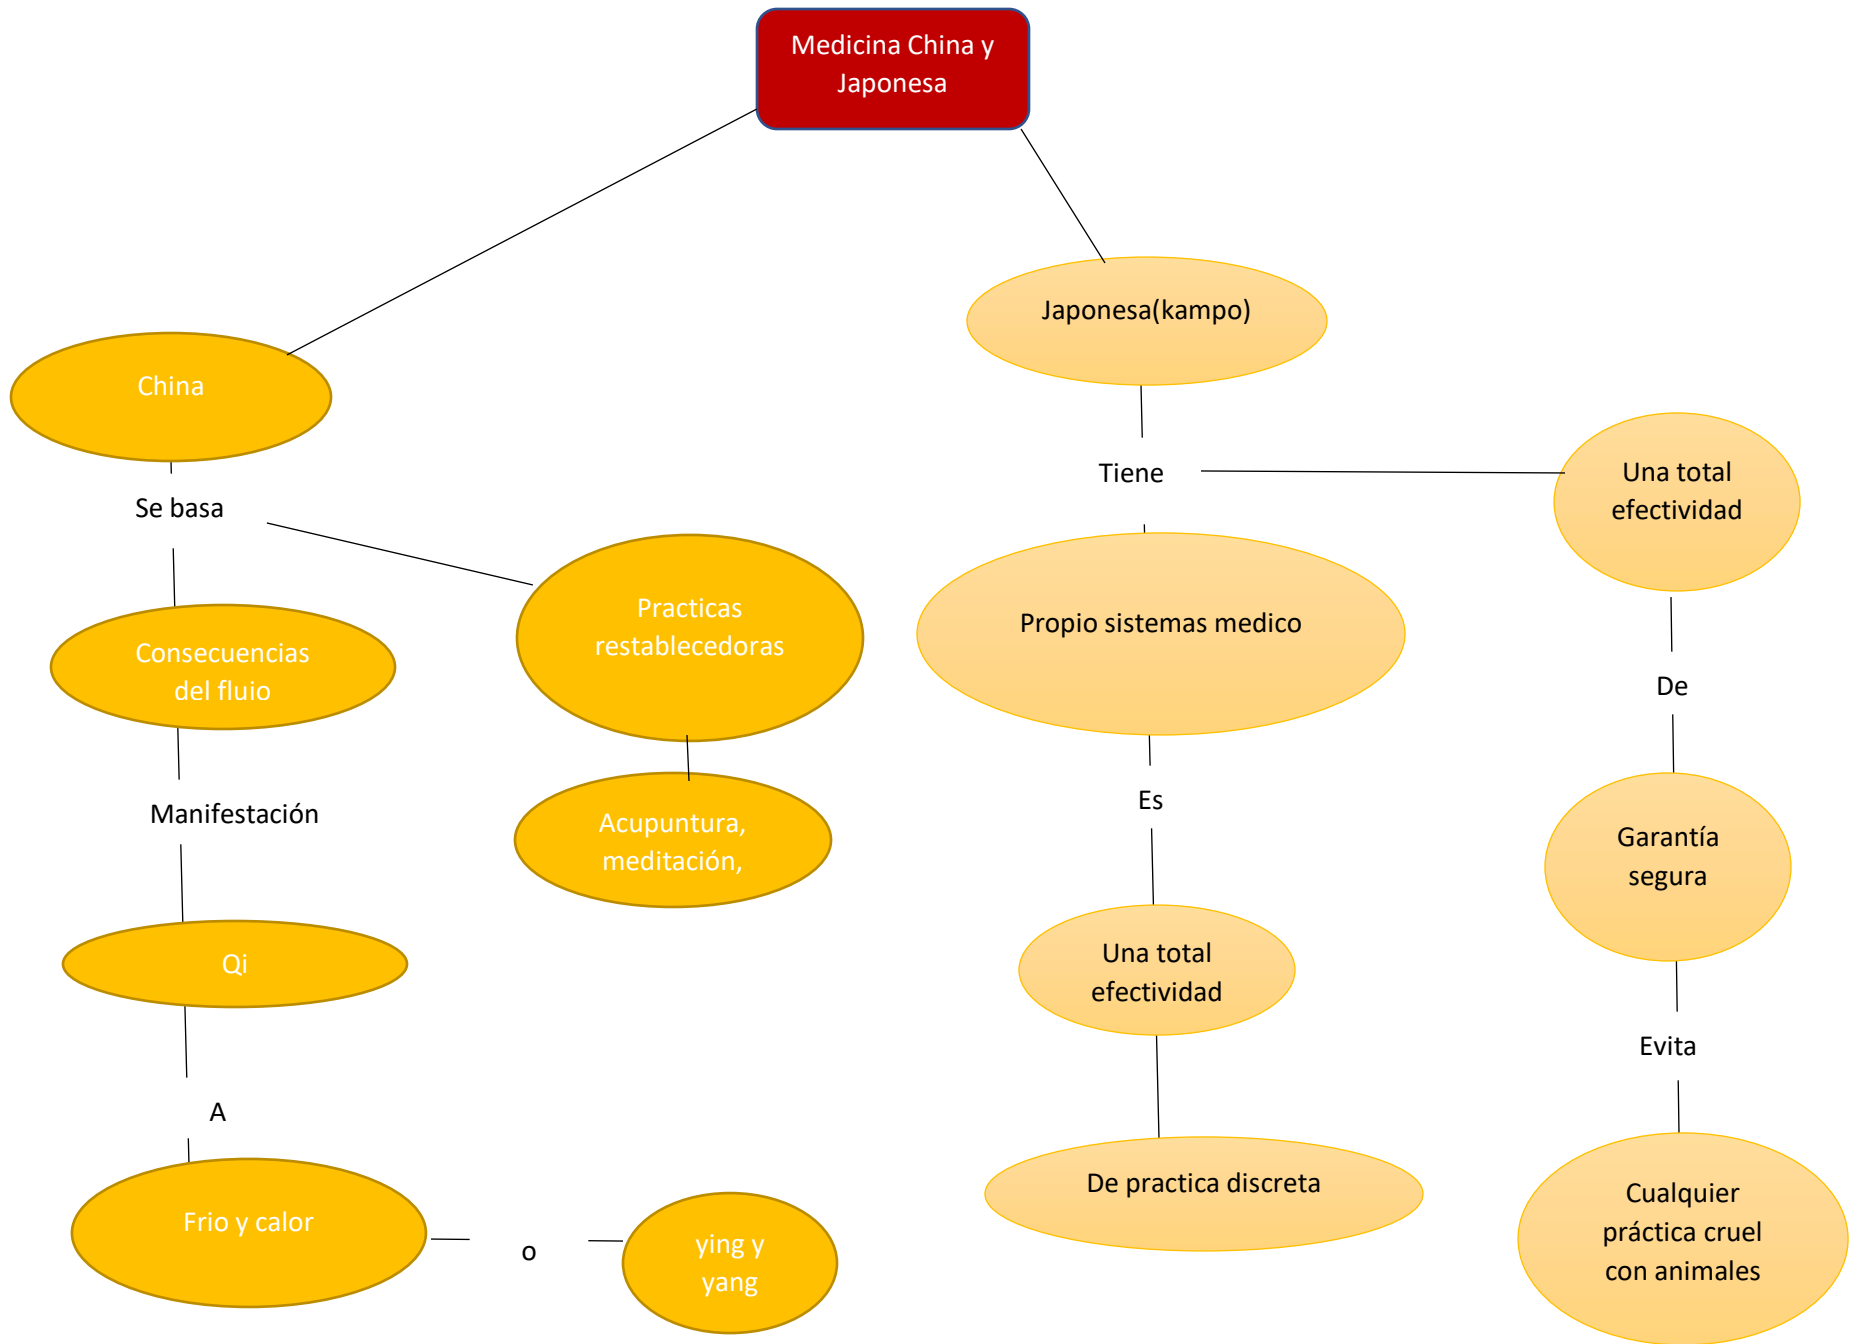 Medicina China y
Japonesa
China
Se basa
Consecuencias
del flujo
Manifestación
Qi
A
Frio y calor
o
ying y
yang
Practicas
restablecedoras
Acupuntura,
meditación,
Japonesa(kampo)
Tiene
Propio sistemas medico
Es
Una total
efectividad
De practica discreta
Una total
efectividad
De
Garantía
segura
Evita
Cualquier
práctica cruel
con animales